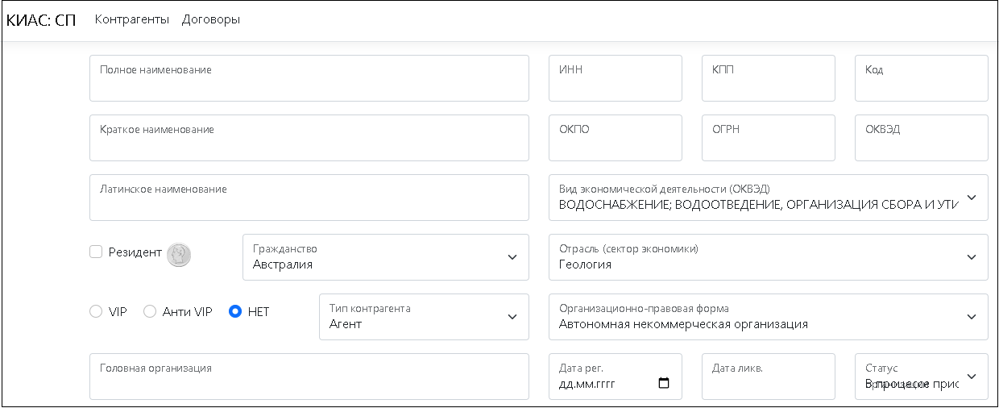 КИАС: СП Контрагенты Договоры
Полное наименование ИНН КПП Код
Краткое наименование ОКПО ОГРН ОКВЭД
Латинское наименование Вид экономической деятельности (ОКВЭД)
ВОДОСНАБЖЕНИЕ; ВОДООТВЕДЕНИЕ, ОРГАНИЗАЦИЯ СБОРА И УТИ
Резидент Гражданство Отрасль (сектор экономики)
Австралия Геология
VIP Анти VIP НЕТ Тип контрагента Организационно-правовая форма
Агент Автономная некоммерческая организация
Головная организация Дата рег. Дата ликв. Статус
дд.мм.гггг В процессе прис